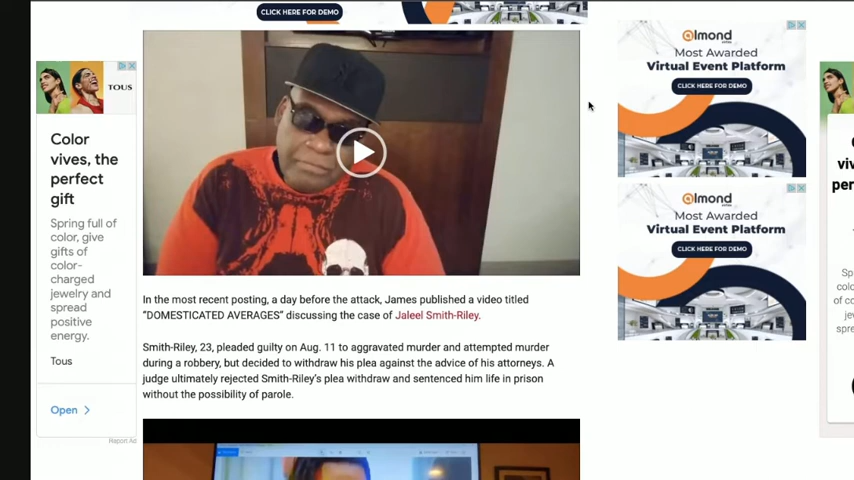 CLICK HERE FOR DEMO
TOUS
Color
vives, the
perfect
gift
Spring full of
color, give
gifts of
color-
charged
jewelry and
spread
positive
energy.
Tous
Open
Report Ad
In the most recent posting, a day before the attack, James published a video titled
“DOMESTICATED AVERAGES” discussing the case of Jaleel Smith-Riley.
Smith-Riley, 23, pleaded guilty on Aug. 11 to aggravated murder and attempted murder
during a robbery, but decided to withdraw his plea against the advice of his attorneys. A
judge ultimately rejected Smith-Riley's plea withdraw and sentenced him life in prison
without the possibility of parole.
almond
Most Awarded
Virtual Event Platform
CLICK HERE FOR DEMO
almond
Most Awarded
Virtual Event Platform
CLICK HERE FOR DEMO